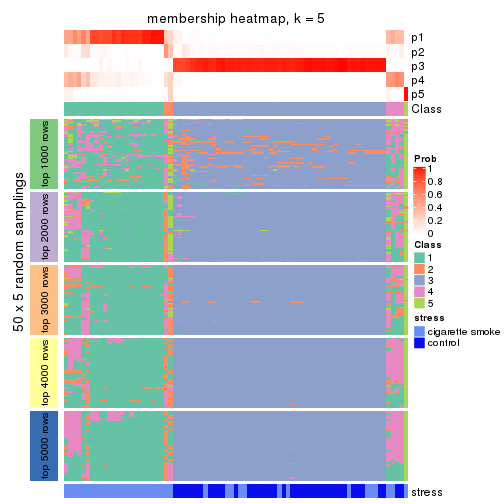 membership heatmap, k = 5
p1
p2
p3
p4
p5
Class
50 x 5 random samplings
top 1000 rows
top 2000 rows
top 3000 rows
top 4000 rows
top 5000 rows
stress
Prob
0.8
0.6
0.4
0.2
0
Class
1
2
3
4
5
stress
cigarette smoke
control